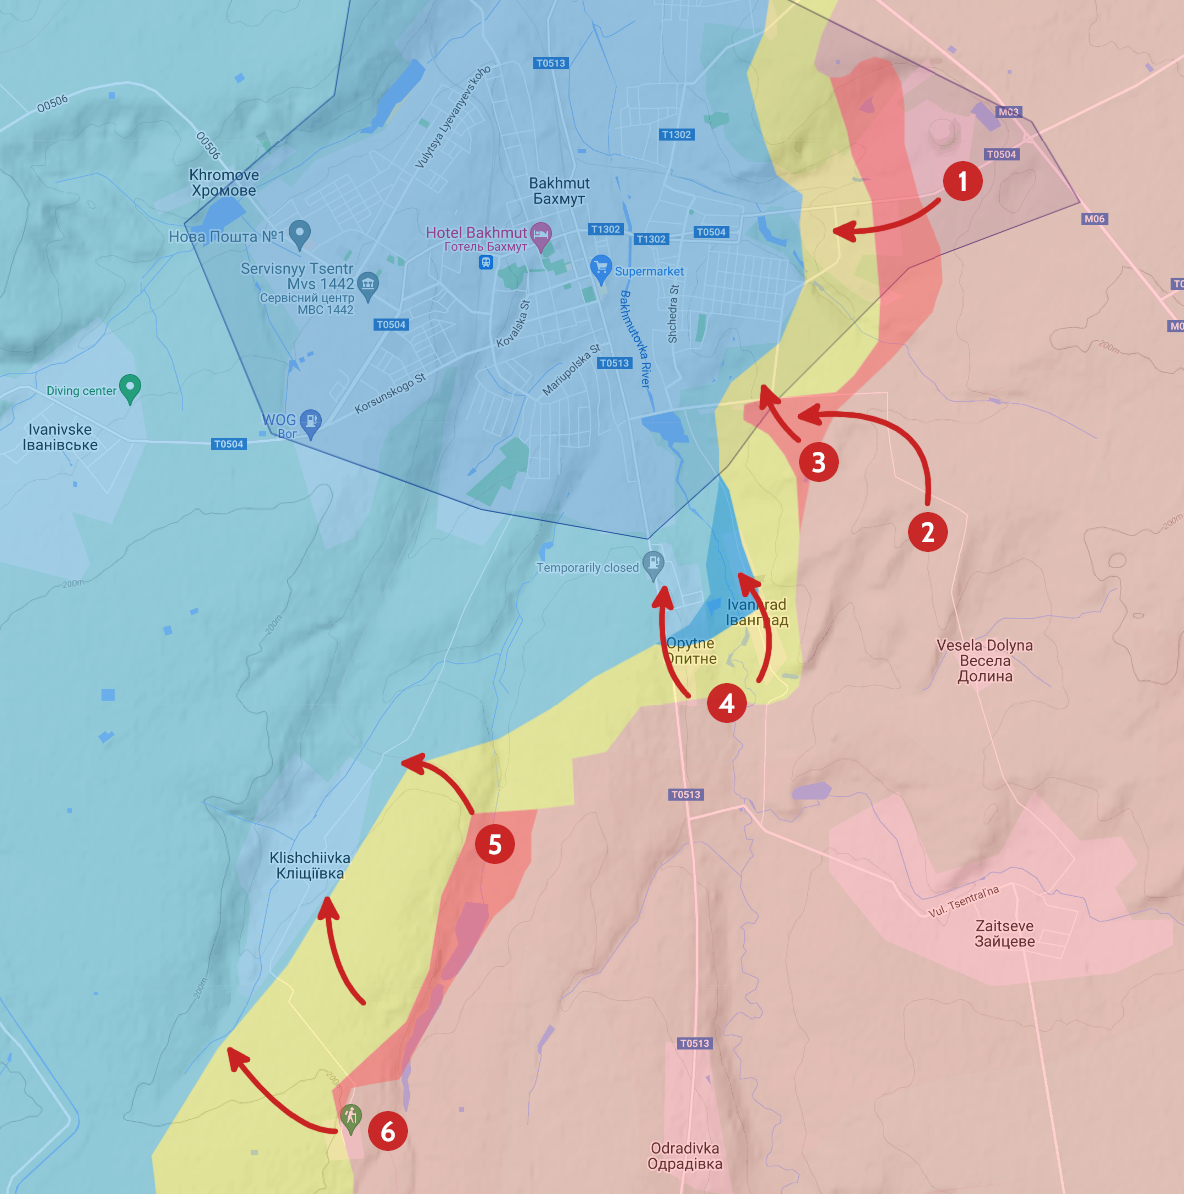 T0513
O0506
Vulytsya Lyevanyevs'koho
M03
T1302
O0506
T0504
Khromove
Хромове
Bakhmut
Бахмут
1
M06
Нова Пошта №1
Hotel Bakhmut
Готель Бахмут
T1302
T1302
T0504
Servisnyy Tsentr
Mvs 1442
Сервісний центр
МВС 1442
Supermarket
Bakhmutovka River
Shchedra St
Kovalska St
T0504
200m
Mariupolska St
T0513
Diving center
Korsunskogo St
WOG
Вог
Ivanivske
Іванівське
T0504
3
2
200m
Temporarily closed
200m
200m
Ivanhrad
Іванград
Opytne
Опитне
Vesela Dolyna
Весела
Долина
4
T0513
5
Klishchiivka
Кліщіївка
Vul. Tsentral'na
Zaitseve
Зайцеве
200m
T0513
6
Odradivka
Одрадівка